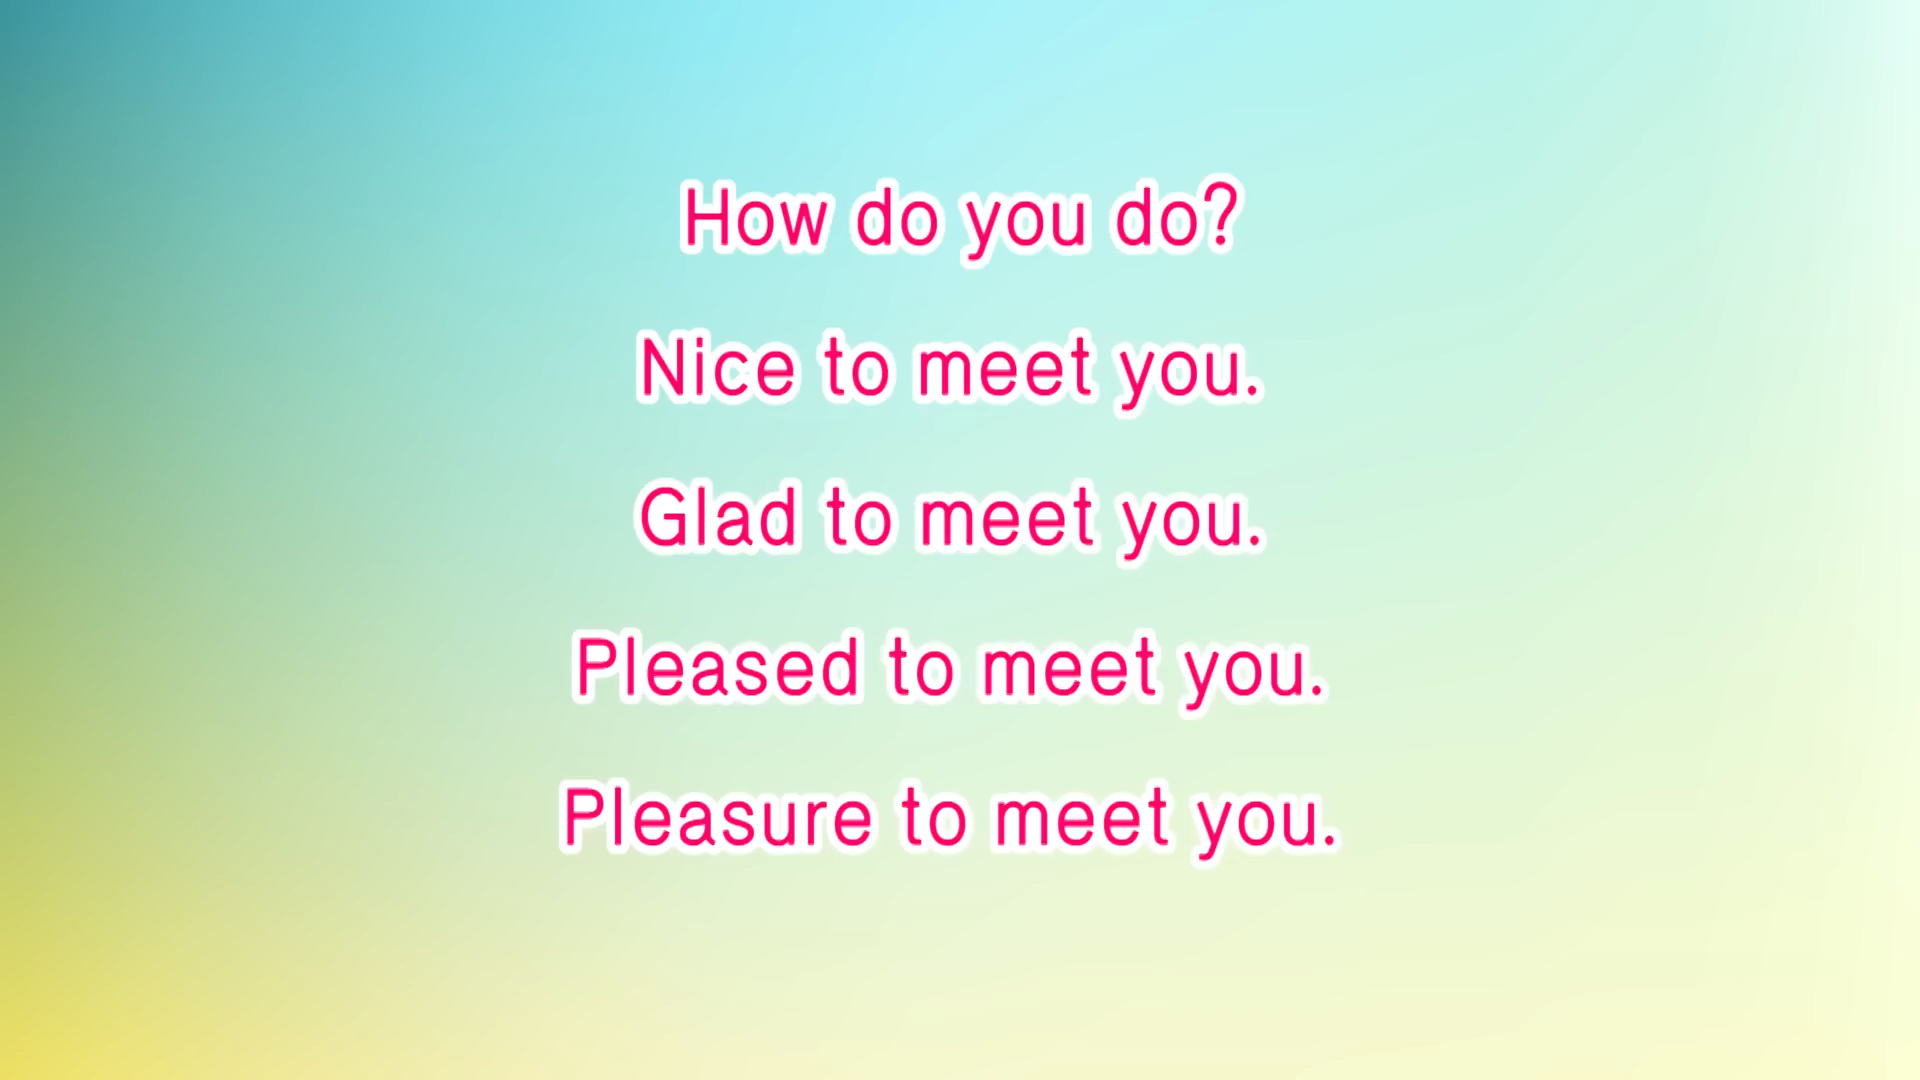 How do you do?
Nice to meet you.
Glad to meet you.
Pleased to meet you.
Pleasure to meet you.